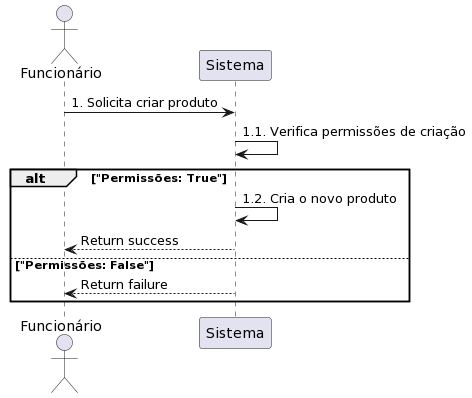 Funcionário
Sistema
1. Solicita criar produto
1.1. Verifica permissões de criação
alt ["Permissões: True"]
1.2. Cria o novo produto
Return success
["Permissões: False"]
Return failure
Funcionário
Sistema